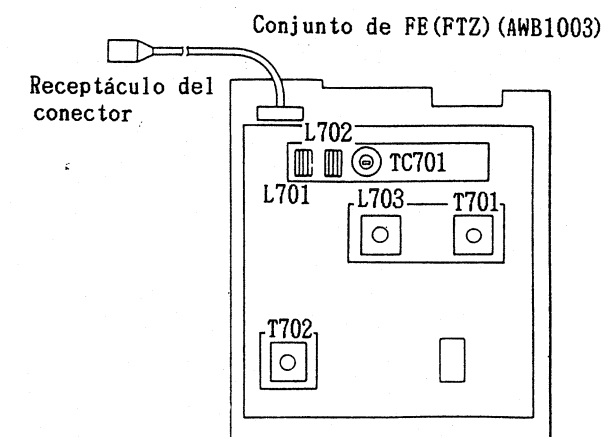 Conjunto de FE(FTZ)(AWB1003)
Receptáculo del
conector
L702
TC701
L701
L703
T701
T702